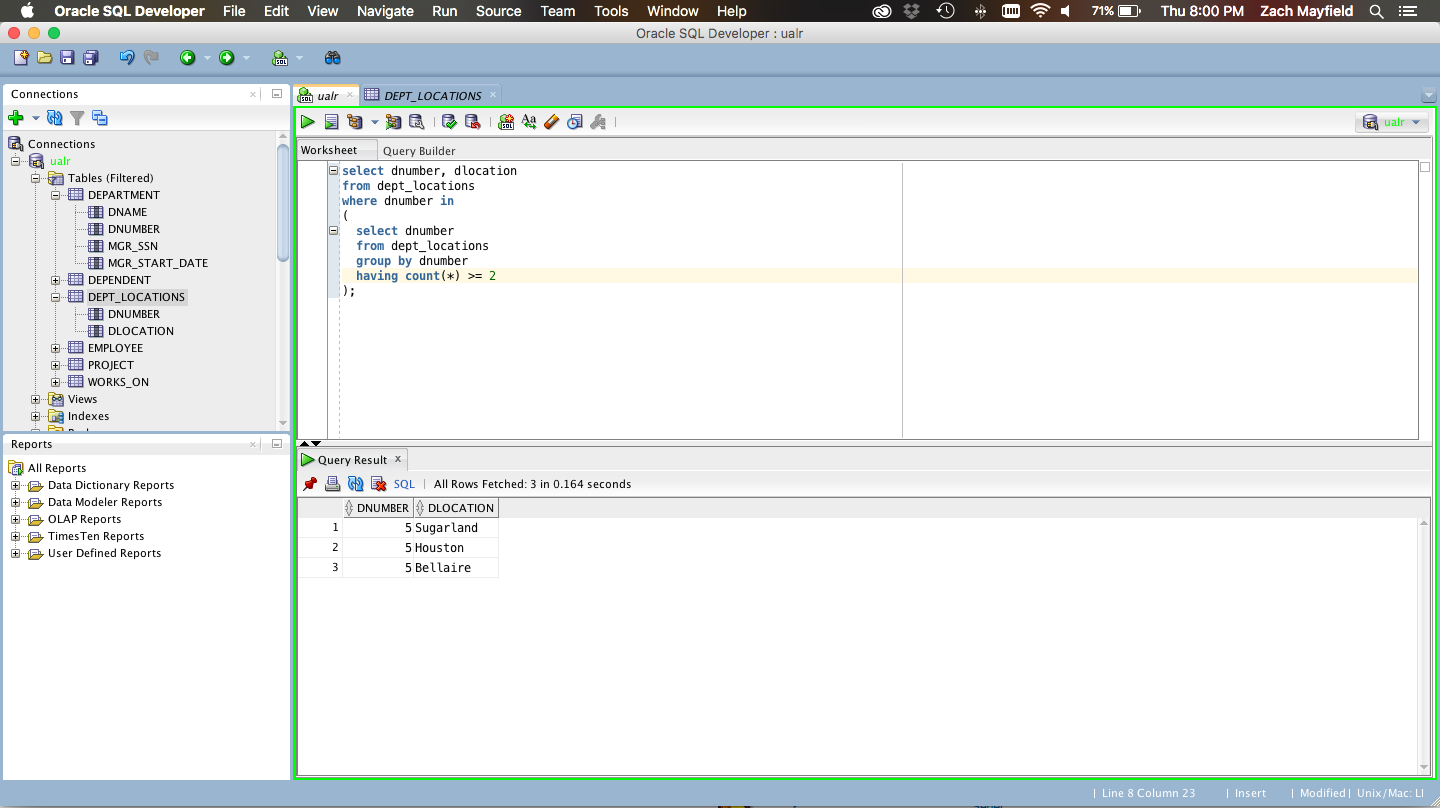 Oracle SQL Developer File Edit View Navigate Run Source Team Tools Window Help 71% Thu 8:00 PM Zach Mayfield
Oracle SQL Developer : ualr
Connections
Connections
ualr
Tables (Filtered)
DEPARTMENT
DNAME
DNUMBER
MGR_SSN
MGR_START_DATE
DEPENDENT
DEPT_LOCATIONS
DNUMBER
DLOCATION
EMPLOYEE
PROJECT
WORKS_ON
Views
Indexes
Reports
All Reports
Data Dictionary Reports
Data Modeler Reports
OLAP Reports
TimesTen Reports
User Defined Reports
ualr DEPT_LOCATIONS
ualr
Worksheet Query Builder
select dnumber, dlocation
from dept_locations
where dnumber in
(
select dnumber
from dept_locations
group by dnumber
having count(*) >= 2
);
Query Result x
SQL | All Rows Fetched: 3 in 0.164 seconds
DNUMBER DLOCATION
1 5 Sugarland
2 5 Houston
3 5 Bellaire
| Line 8 Column 23 | Insert | Modified | Unix/Mac: LI